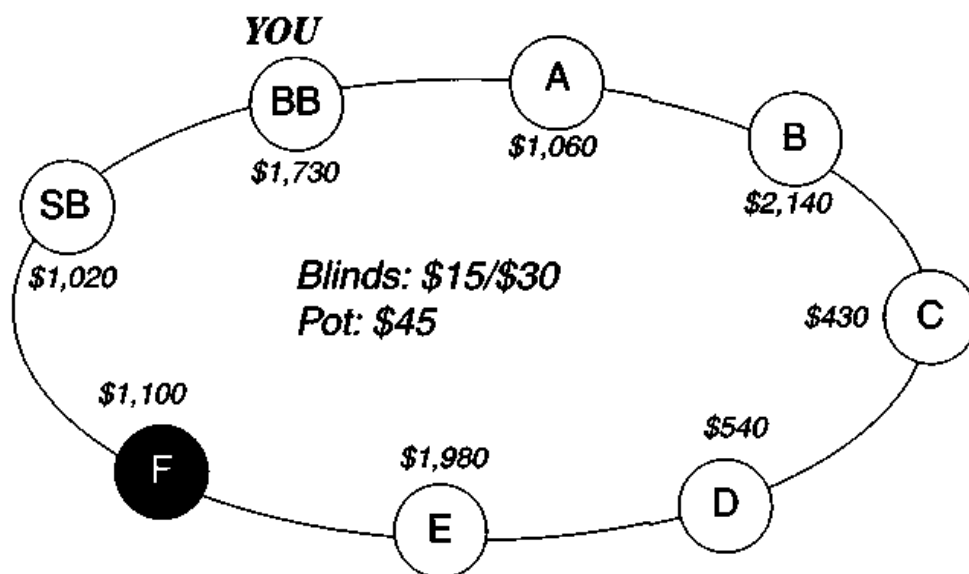 YOU
BB
$1,730
A
$1,060
B
$2,140
SB
$1,020
Blinds: $15/$30
Pot: $45
$430
C
$1,100
F
$1,980
E
$540
D